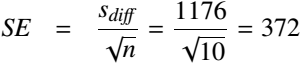 SE = s_diff / √n = 1176 / √10 = 372